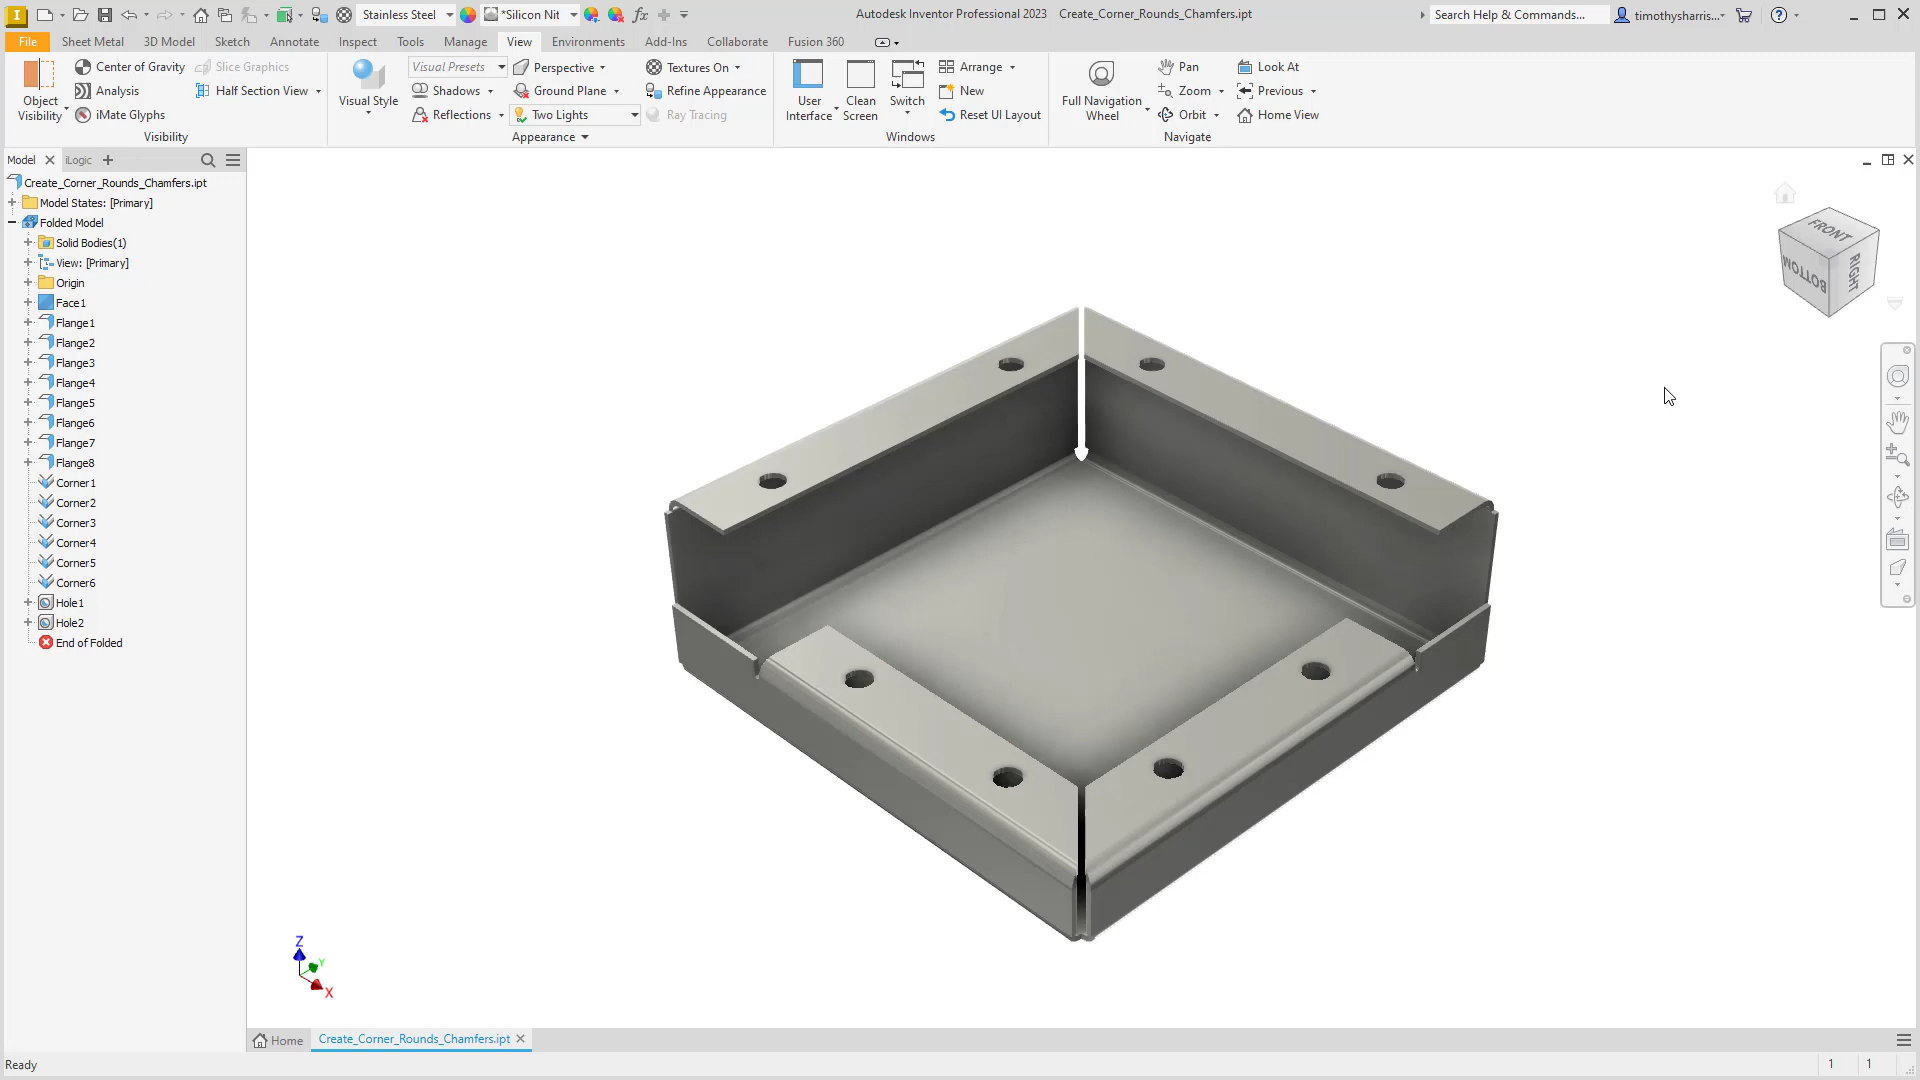 Stainless Steel
*Silicon Nit
Autodesk Inventor Professional 2023 Create_Corner_Rounds_Chamfers.ipt
Search Help & Commands...
timothysharris...
File Sheet Metal 3D Model Sketch Annotate Inspect Tools Manage View Environments Add-Ins Collaborate Fusion 360
Object Visibility
Center of Gravity
Analysis
iMate Glyphs
Slice Graphics
Half Section View
Visibility
Visual Style
Visual Presets
Shadows
Reflections
Perspective
Ground Plane
Two Lights
Textures On
Refine Appearance
Ray Tracing
Appearance
User Interface
Clean Screen
Switch
Arrange
New
Reset UI Layout
Windows
Full Navigation Wheel
Pan
Zoom
Orbit
Look At
Previous
Home View
Navigate
Model iLogic
Create_Corner_Rounds_Chamfers.ipt
Model States: [Primary]
Folded Model
Solid Bodies(1)
View: [Primary]
Origin
Face1
Flange1
Flange2
Flange3
Flange4
Flange5
Flange6
Flange7
Flange8
Corner1
Corner2
Corner3
Corner4
Corner5
Corner6
Hole1
Hole2
End of Folded
FRONT
BOTTOM
RIGHT
Z
Y
X
Home Create_Corner_Rounds_Chamfers.ipt
Ready
1 1